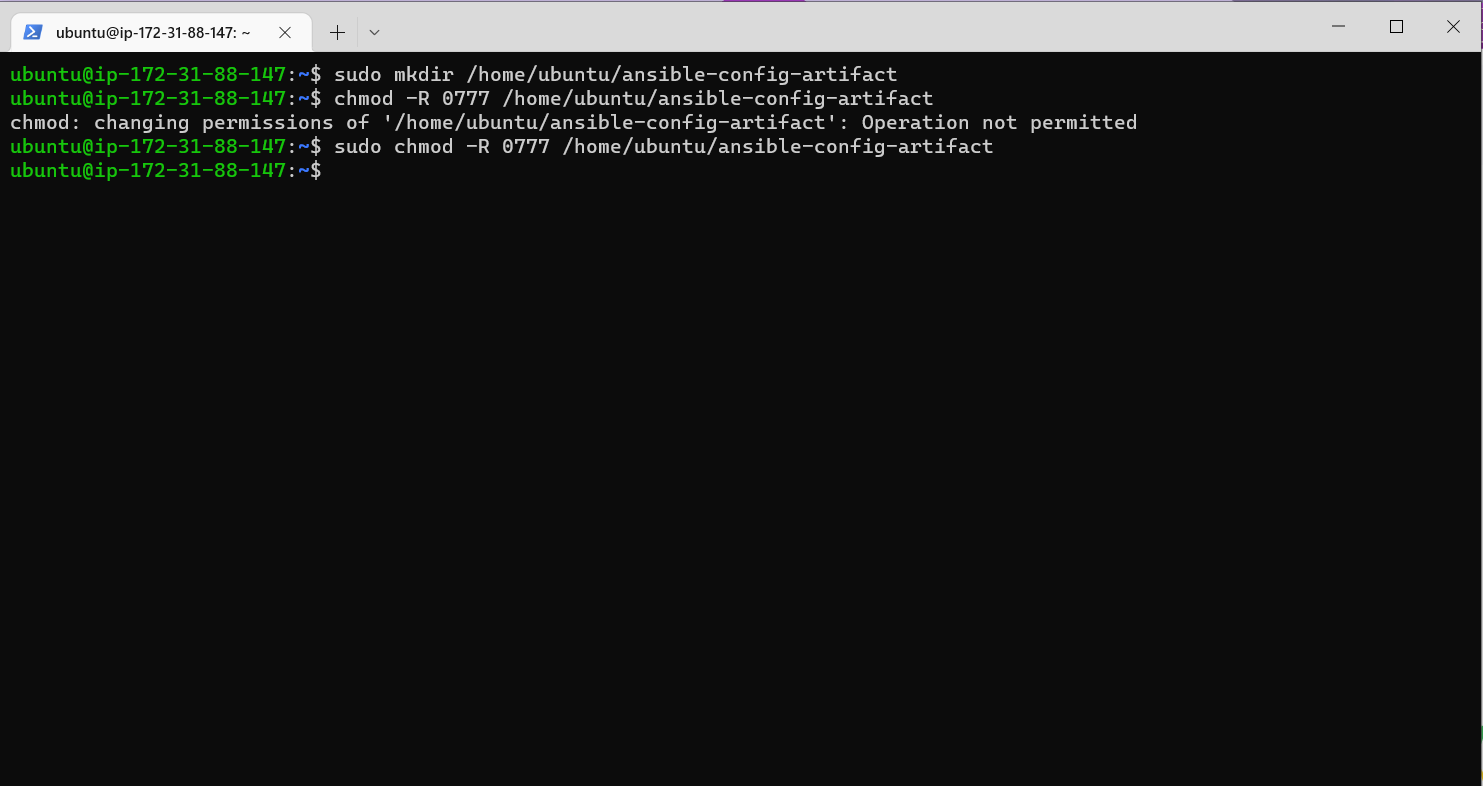 ubuntu@ip-172-31-88-147: ~
ubuntu@ip-172-31-88-147:~$ sudo mkdir /home/ubuntu/ansible-config-artifact
ubuntu@ip-172-31-88-147:~$ chmod -R 0777 /home/ubuntu/ansible-config-artifact
chmod: changing permissions of '/home/ubuntu/ansible-config-artifact': Operation not permitted
ubuntu@ip-172-31-88-147:~$ sudo chmod -R 0777 /home/ubuntu/ansible-config-artifact
ubuntu@ip-172-31-88-147:~$